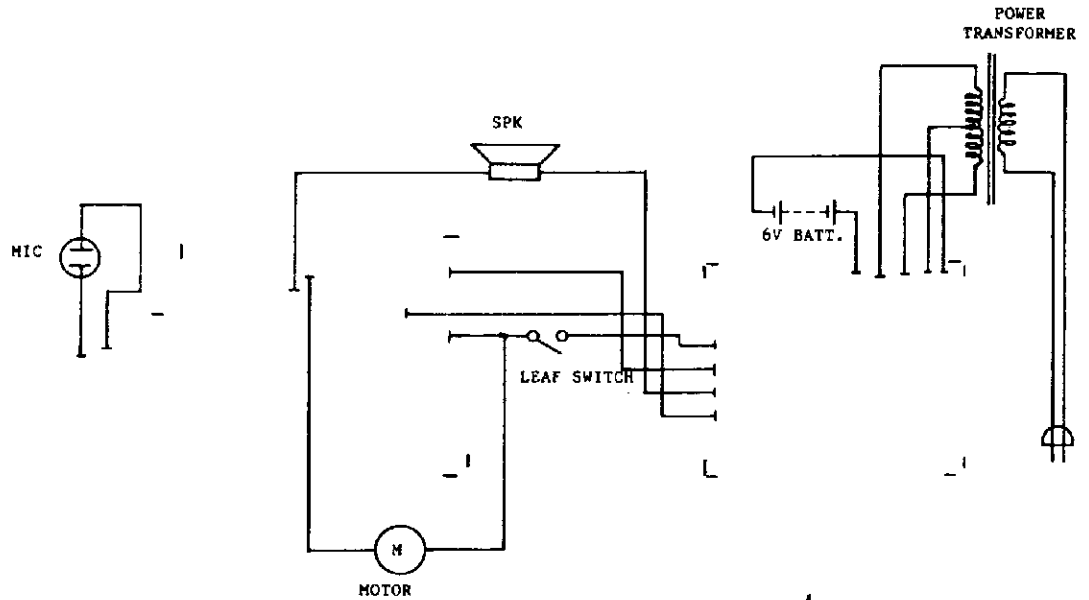 POWER
TRANSFORMER
SPK
MIC
6V BATT.
LEAF SWITCH
M
MOTOR